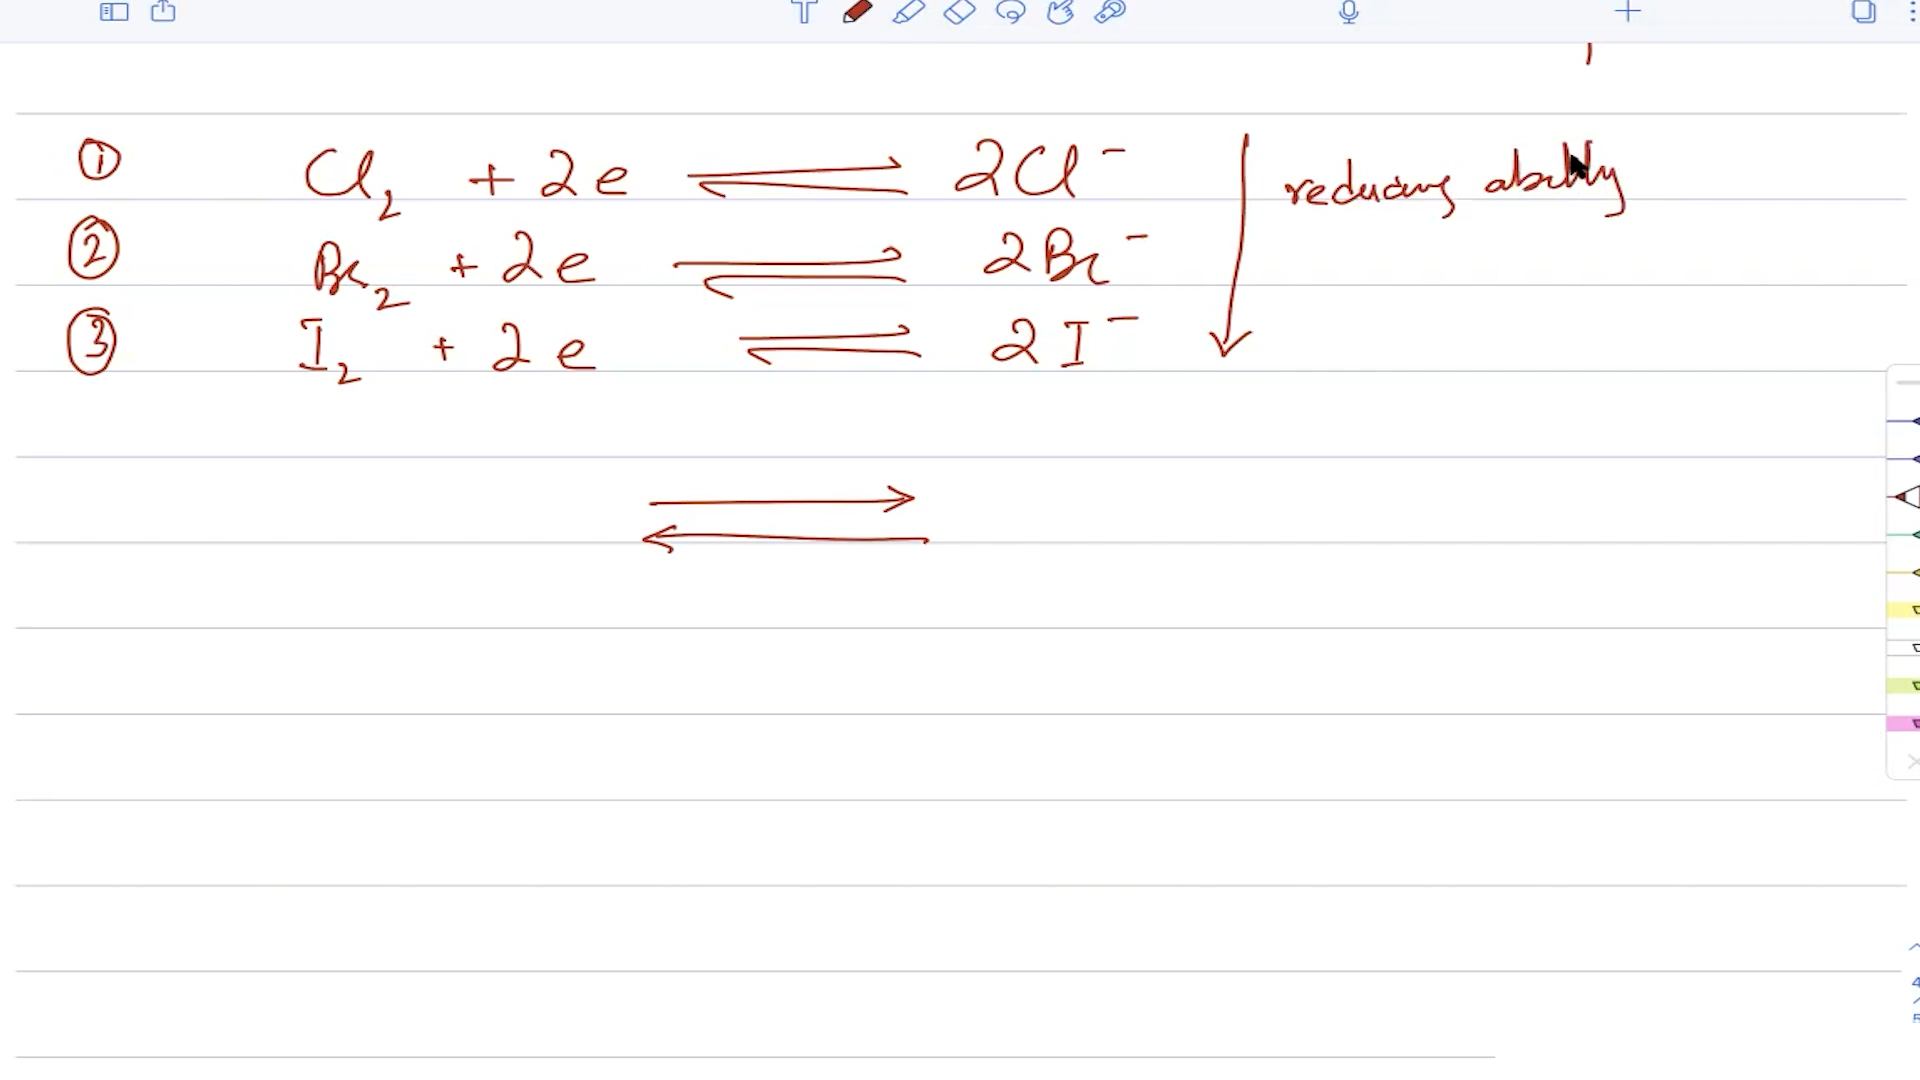 ① Cl₂ + 2e ⇌ 2Cl⁻ reducing ability
② Br₂ + 2e ⇌ 2Br⁻
③ I₂ + 2e ⇌ 2I⁻